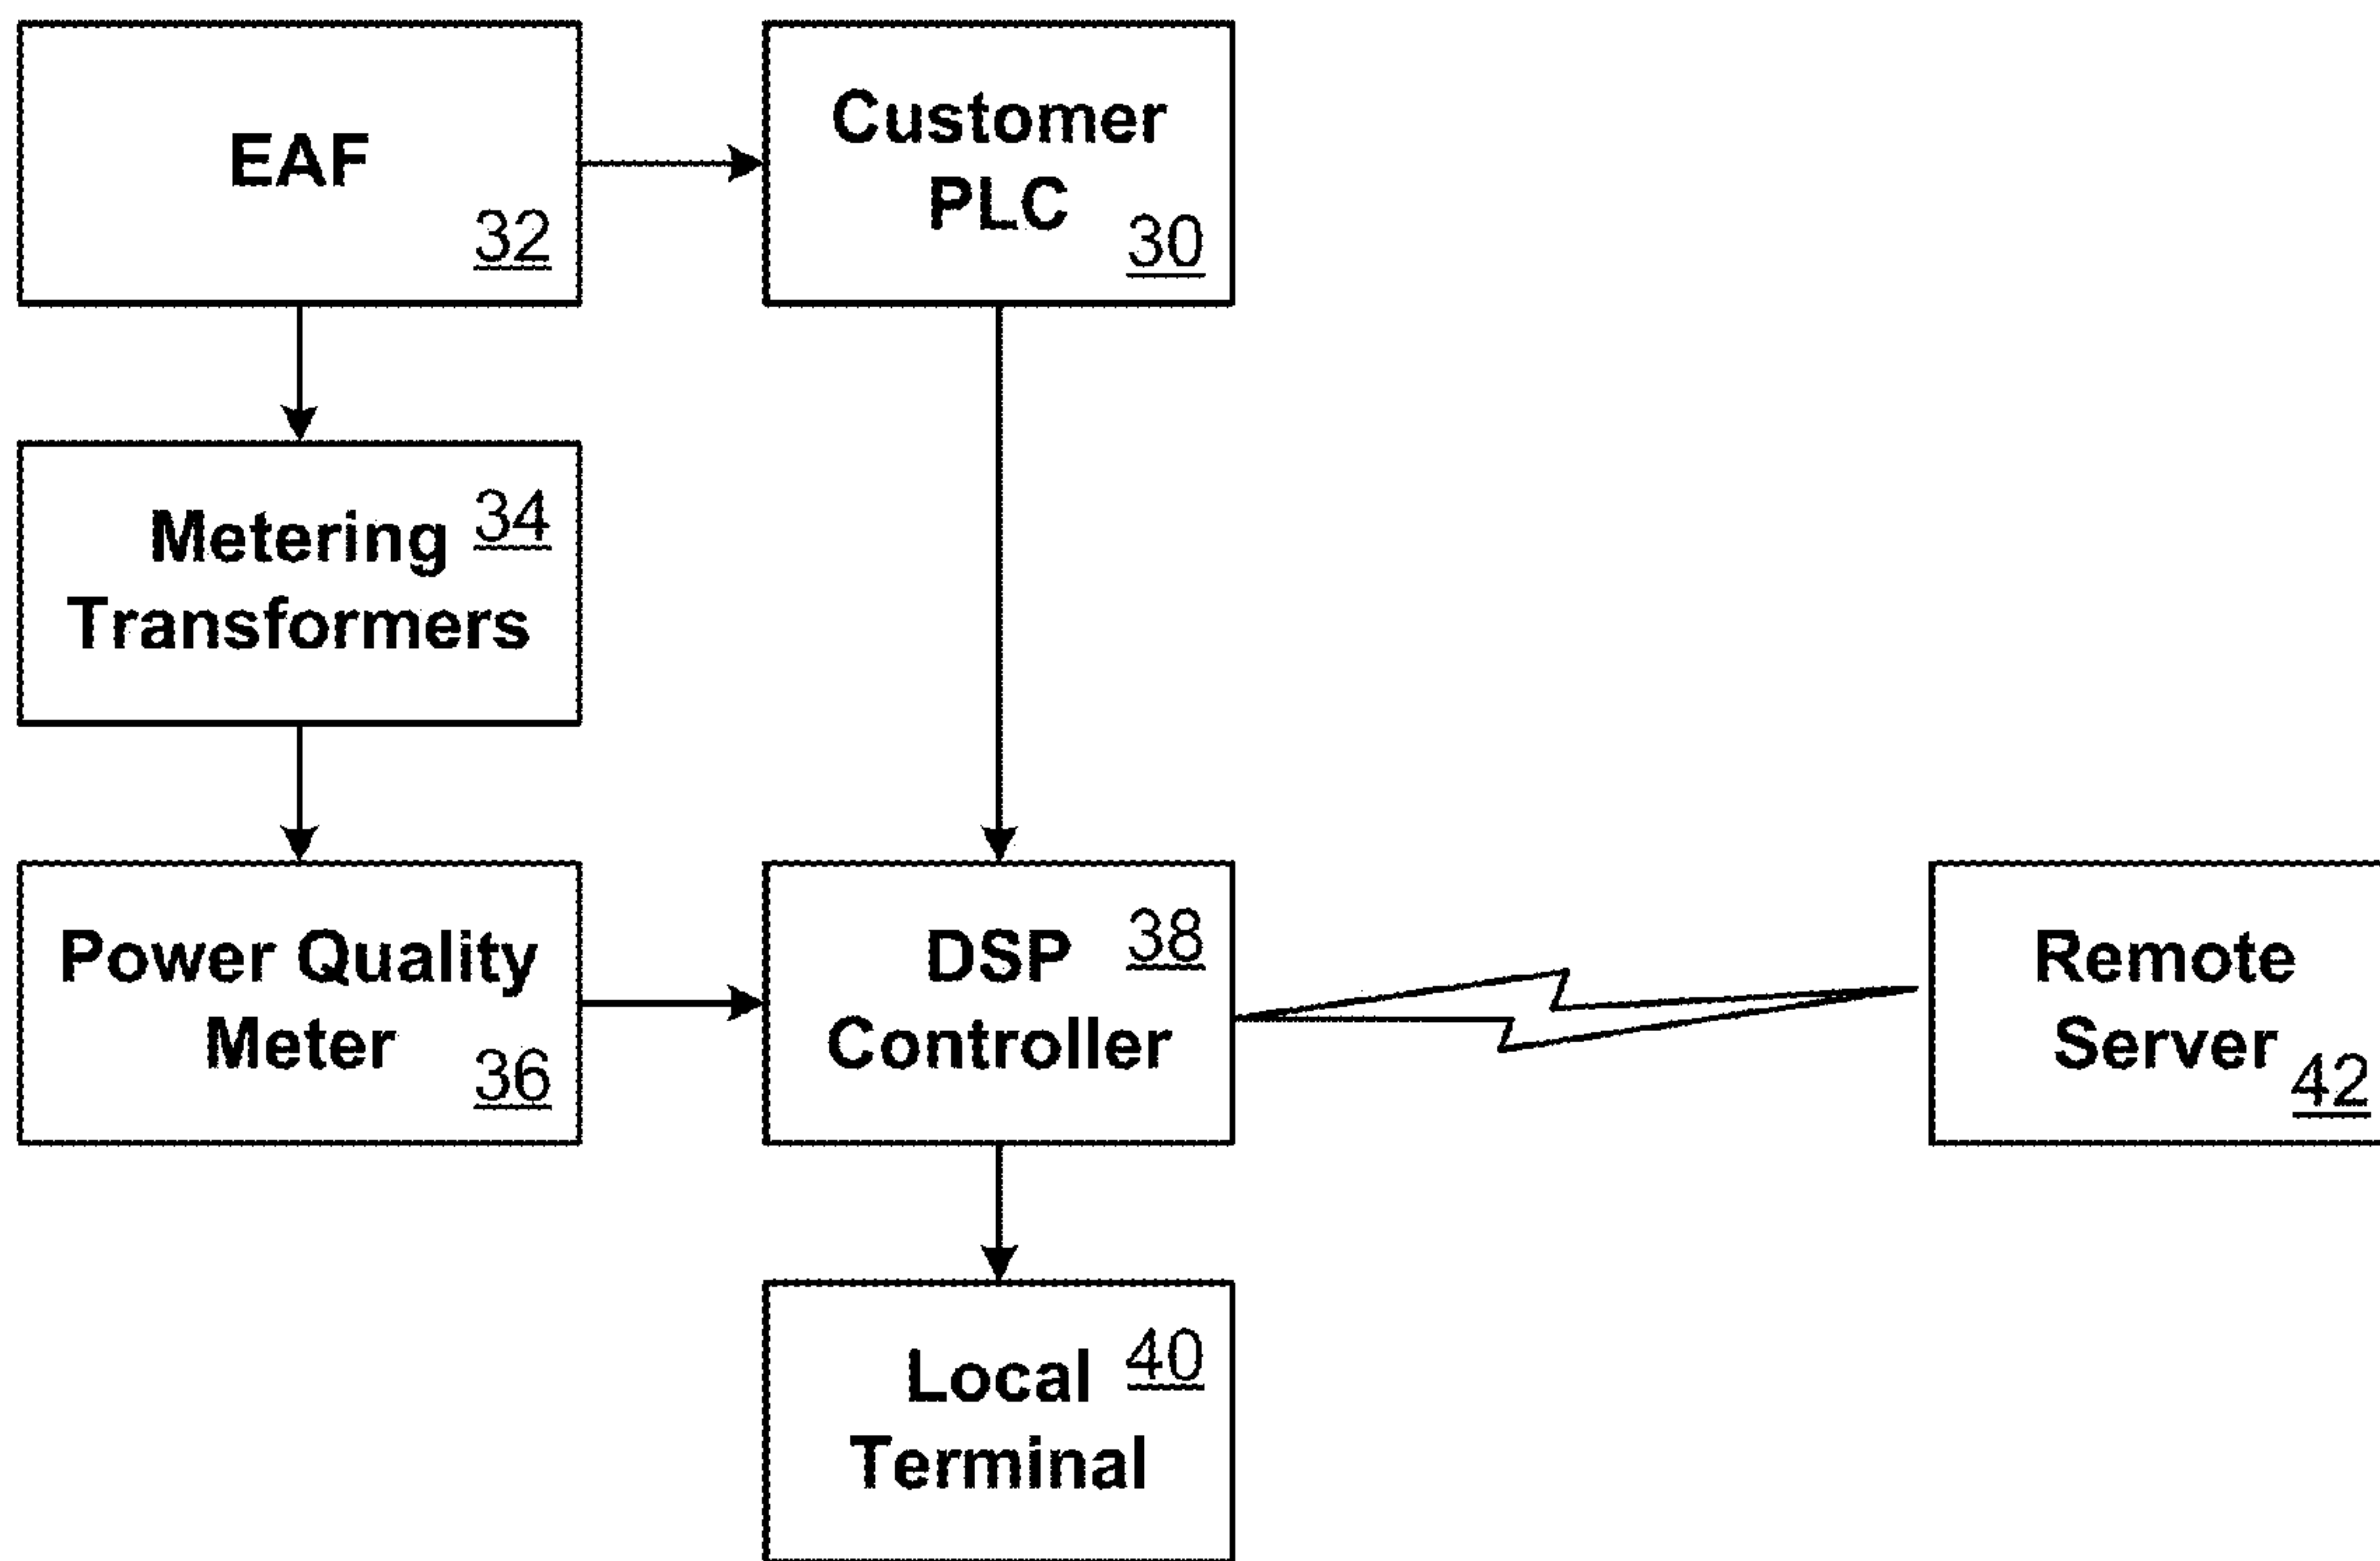 EAF
32
Customer
PLC
30
Metering
34
Transformers
Power Quality
Meter
36
DSP
38
Controller
Remote
Server
42
Local
40
Terminal